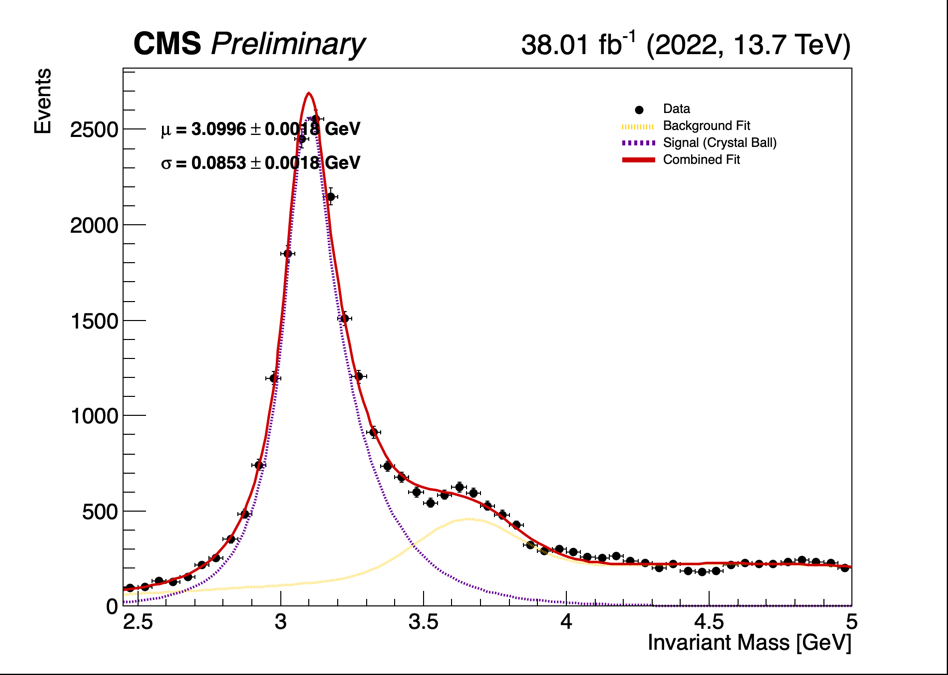 CMS Preliminary
38.01 fb⁻¹ (2022, 13.7 TeV)
Events
2500
2000
1500
1000
500
0
μ = 3.0996 ± 0.0018 GeV
σ = 0.0853 ± 0.0018 GeV
Data
Background Fit
Signal (Crystal Ball)
Combined Fit
2.5 3 3.5 4 4.5 5
Invariant Mass [GeV]